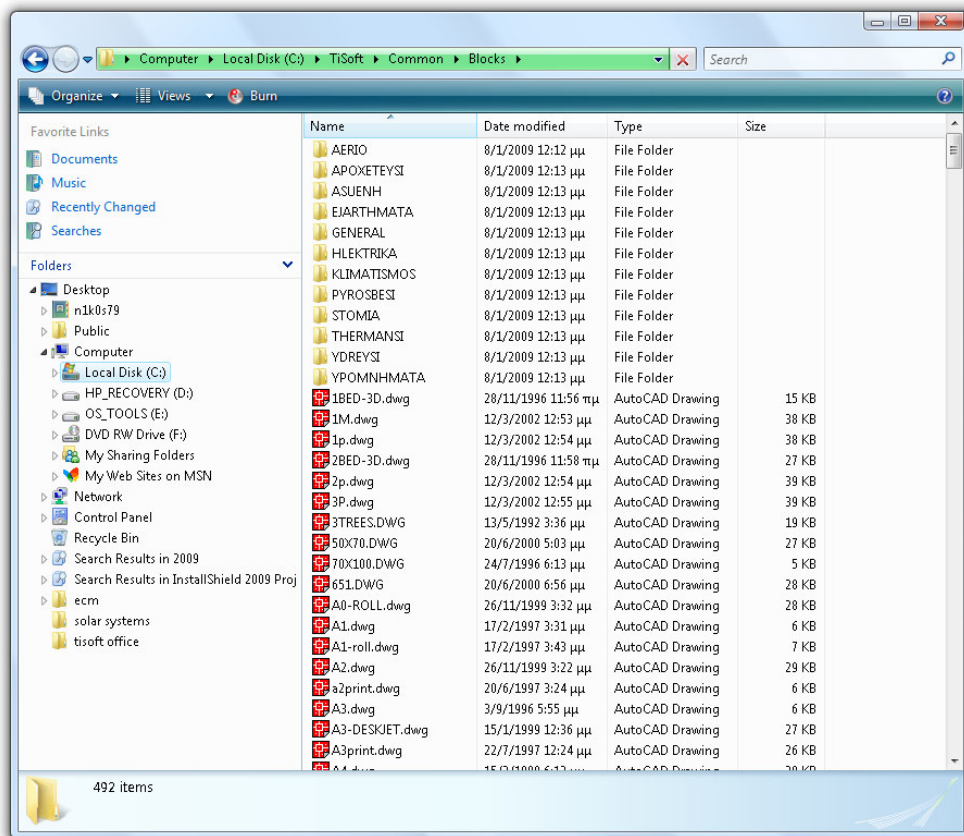 Computer Local Disk (C:) TiSoft Common Blocks
Search
Organize Views Burn
Favorite Links
Documents
Music
Recently Changed
Searches
Folders
Desktop
n1k0s79
Public
Computer
Local Disk (C:)
HP_RECOVERY (D:)
OS_TOOLS (E:)
DVD RW Drive (F:)
My Sharing Folders
My Web Sites on MSN
Network
Control Panel
Recycle Bin
Search Results in 2009
Search Results in InstallShield 2009 Proj
ecm
solar systems
tisoft office
Name Date modified Type Size
AERIO 8/1/2009 12:12 μμ File Folder
APOXETEYSI 8/1/2009 12:13 μμ File Folder
ASUENH 8/1/2009 12:13 μμ File Folder
EJARTHMATA 8/1/2009 12:13 μμ File Folder
GENERAL 8/1/2009 12:13 μμ File Folder
HLEKTRIKA 8/1/2009 12:13 μμ File Folder
KLIMATISMOS 8/1/2009 12:13 μμ File Folder
PYROSBESI 8/1/2009 12:13 μμ File Folder
STOMIA 8/1/2009 12:13 μμ File Folder
THERMANSI 8/1/2009 12:13 μμ File Folder
YDREYSI 8/1/2009 12:13 μμ File Folder
YPOMNHMATA 8/1/2009 12:13 μμ File Folder
1BED-3D.dwg 28/11/1996 11:56 πμ AutoCAD Drawing 15 KB
1M.dwg 12/3/2002 12:53 μμ AutoCAD Drawing 38 KB
1p.dwg 12/3/2002 12:54 μμ AutoCAD Drawing 38 KB
2BED-3D.dwg 28/11/1996 11:58 πμ AutoCAD Drawing 27 KB
2p.dwg 12/3/2002 12:54 μμ AutoCAD Drawing 39 KB
3P.dwg 12/3/2002 12:55 μμ AutoCAD Drawing 39 KB
3TREES.DWG 13/5/1992 3:36 μμ AutoCAD Drawing 19 KB
50X70.DWG 20/6/2000 5:03 μμ AutoCAD Drawing 27 KB
70X100.DWG 24/7/1996 6:13 μμ AutoCAD Drawing 5 KB
651.DWG 20/6/2000 6:56 μμ AutoCAD Drawing 28 KB
A0-ROLL.dwg 26/11/1999 3:32 μμ AutoCAD Drawing 28 KB
A1.dwg 17/2/1997 3:31 μμ AutoCAD Drawing 6 KB
A1-roll.dwg 17/2/1997 3:43 μμ AutoCAD Drawing 7 KB
A2.dwg 26/11/1999 3:22 μμ AutoCAD Drawing 29 KB
a2print.dwg 20/6/1997 3:24 μμ AutoCAD Drawing 6 KB
A3.dwg 3/9/1996 5:55 μμ AutoCAD Drawing 6 KB
A3-DESKJET.dwg 15/1/1999 12:36 μμ AutoCAD Drawing 27 KB
A3print.dwg 22/7/1997 12:24 μμ AutoCAD Drawing 26 KB
492 items